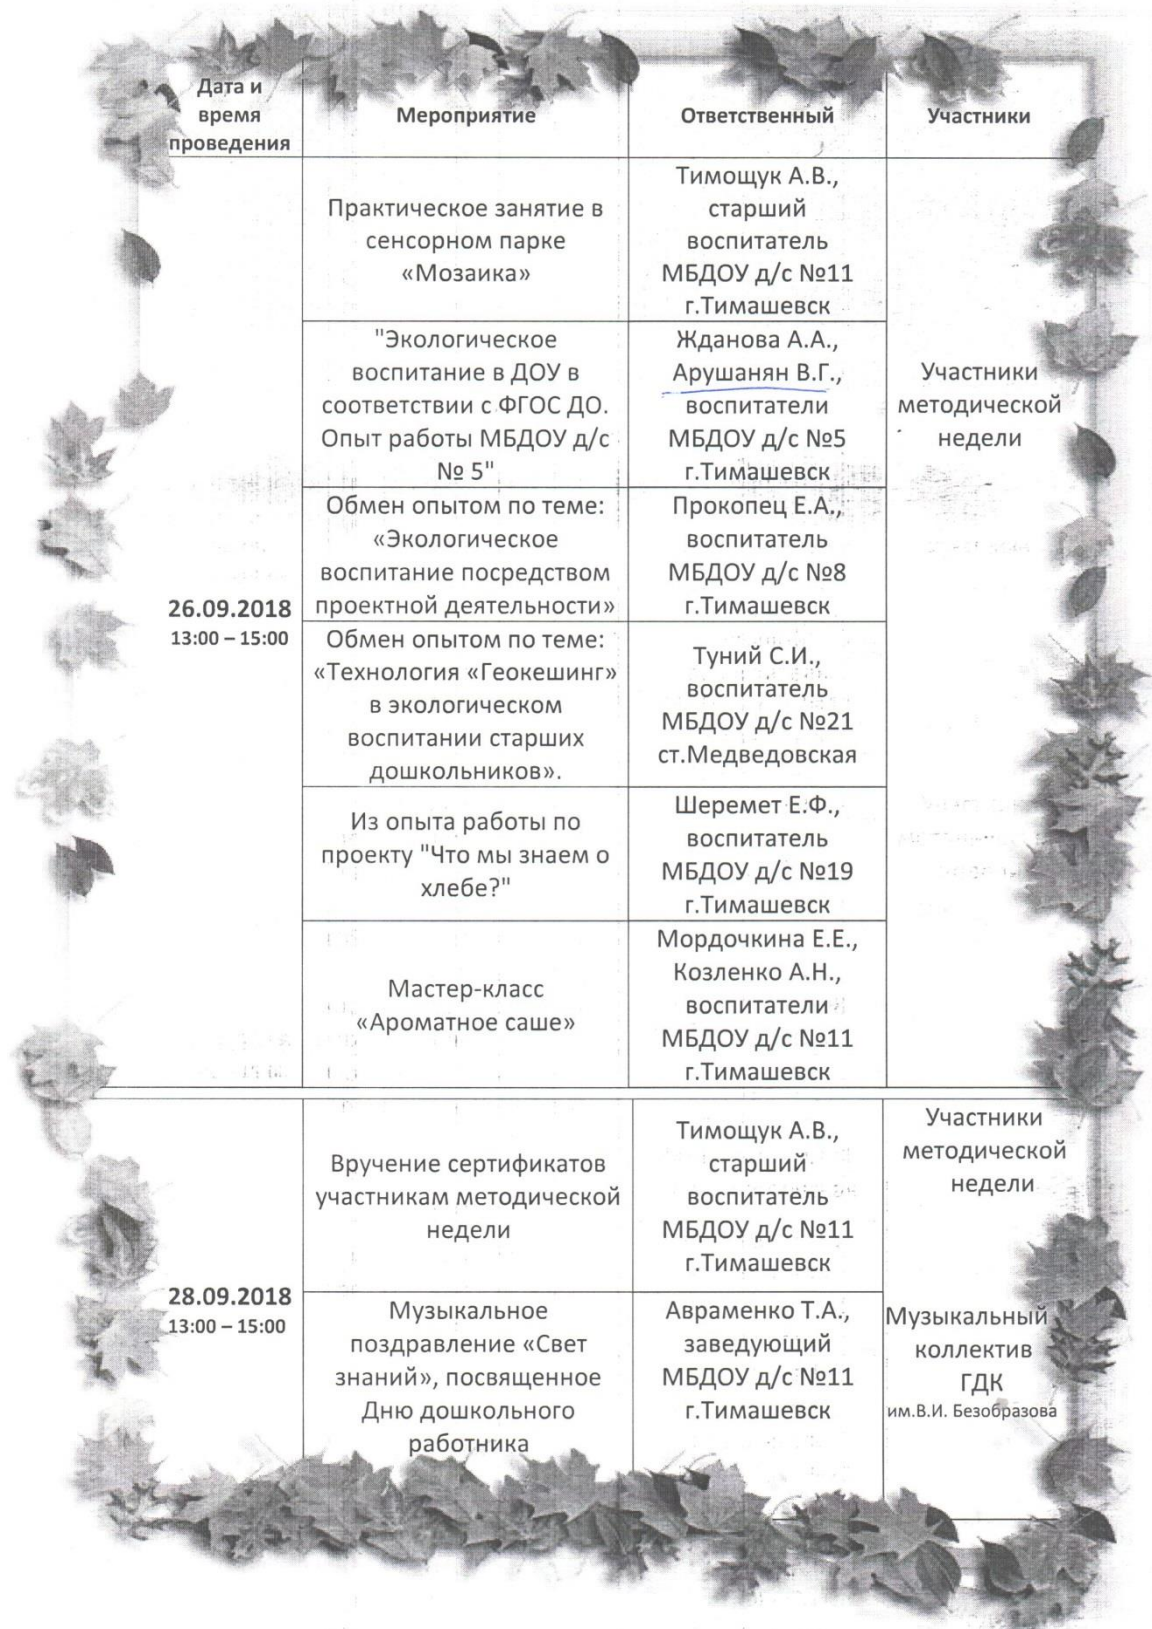 Дата и
время
проведения
Мероприятие
Ответственный
Участники
26.09.2018
13:00 – 15:00
Практическое занятие в
сенсорном парке
«Мозаика»
Тимощук А.В.,
старший
воспитатель
МБДОУ д/с №11
г.Тимашевск
"Экологическое
воспитание в ДОУ в
соответствии с ФГОС ДО.
Опыт работы МБДОУ д/с
№ 5"
Жданова А.А.,
Арушанян В.Г.,
воспитатели
МБДОУ д/с №5
г.Тимашевск
Участники
методической
недели
Обмен опытом по теме:
«Экологическое
воспитание посредством
проектной деятельности»
Прокопец Е.А.,
воспитатель
МБДОУ д/с №8
г.Тимашевск
Обмен опытом по теме:
«Технология «Геокешинг»
в экологическом
воспитании старших
дошкольников».
Туний С.И.,
воспитатель
МБДОУ д/с №21
ст.Медведовская
Из опыта работы по
проекту "Что мы знаем о
хлебе?"
Шеремет Е.Ф.,
воспитатель
МБДОУ д/с №19
г.Тимашевск
Мастер-класс
«Ароматное саше»
Мордочкина Е.Е.,
Козленко А.Н.,
воспитатели
МБДОУ д/с №11
г.Тимашевск
28.09.2018
13:00 – 15:00
Вручение сертификатов
участникам методической
недели
Тимощук А.В.,
старший
воспитатель
МБДОУ д/с №11
г.Тимашевск
Участники
методической
недели
Музыкальное
поздравление «Свет
знаний», посвященное
Дню дошкольного
работника
Авраменко Т.А.,
заведующий
МБДОУ д/с №11
г.Тимашевск
Музыкальный
коллектив
ГДК
им.В.И. Безобразова